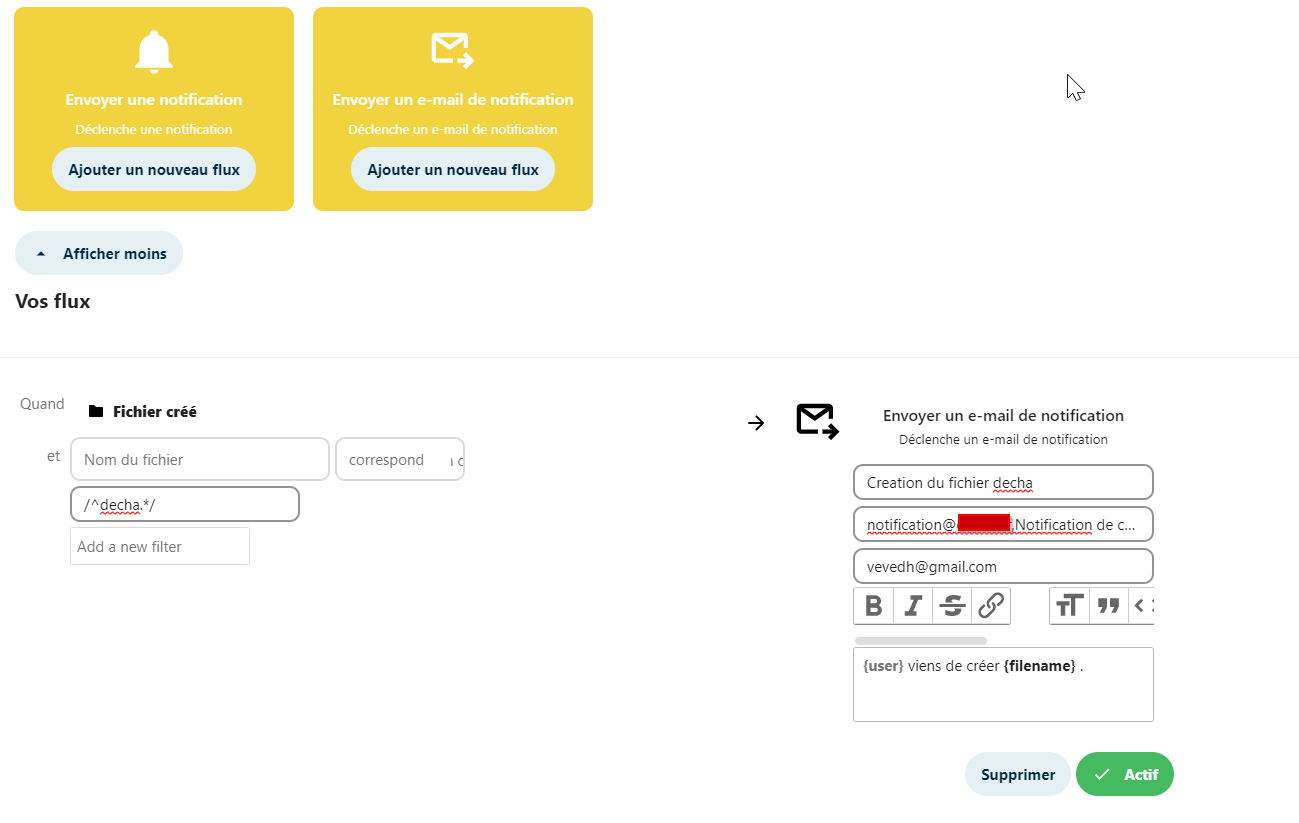 Envoyer une notification
Déclenche une notification
Ajouter un nouveau flux
Envoyer un e-mail de notification
Déclenche un e-mail de notification
Ajouter un nouveau flux
Afficher moins
Vos flux
Quand
Fichier créé
et
Nom du fichier
correspond
/^decha.*/
Add a new filter
Envoyer un e-mail de notification
Déclenche un e-mail de notification
Creation du fichier decha
notification@ ,Notification de c...
vevedh@gmail.com
{user} viens de créer {filename} .
Supprimer
Actif